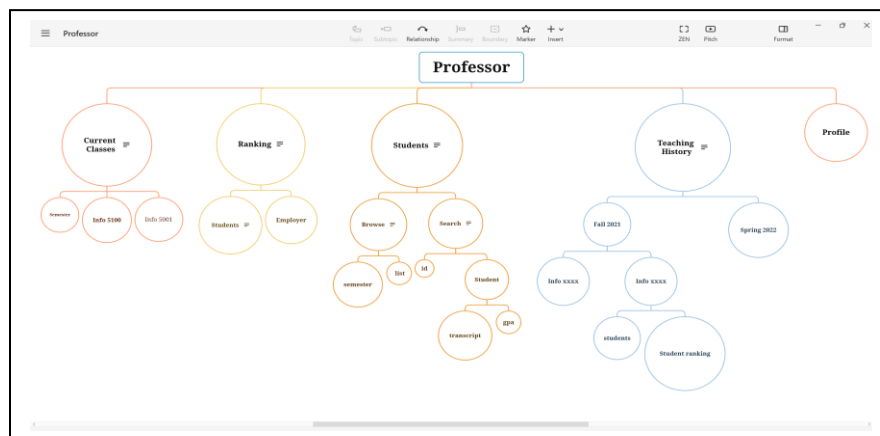 Professor
Topic Subtopic Relationship Summary Boundary Marker Insert ZEN Pitch Format
Professor
Current
Classes
Ranking
Students
Teaching
History
Profile
Semester
Info 5100
Info 5001
Students
Employer
Browse
Search
Fall 2021
Spring 2022
semester
list
id
Student
Info xxxx
Info xxxx
transcript
gpa
students
Student ranking